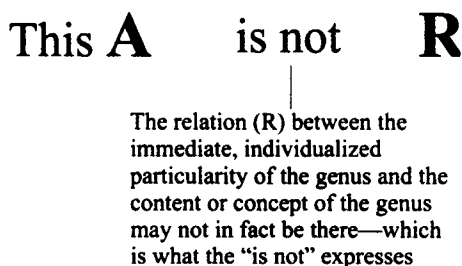 This A is not R
The relation (R) between the
immediate, individualized
particularity of the genus and the
content or concept of the genus
may not in fact be there—which
is what the "is not" expresses